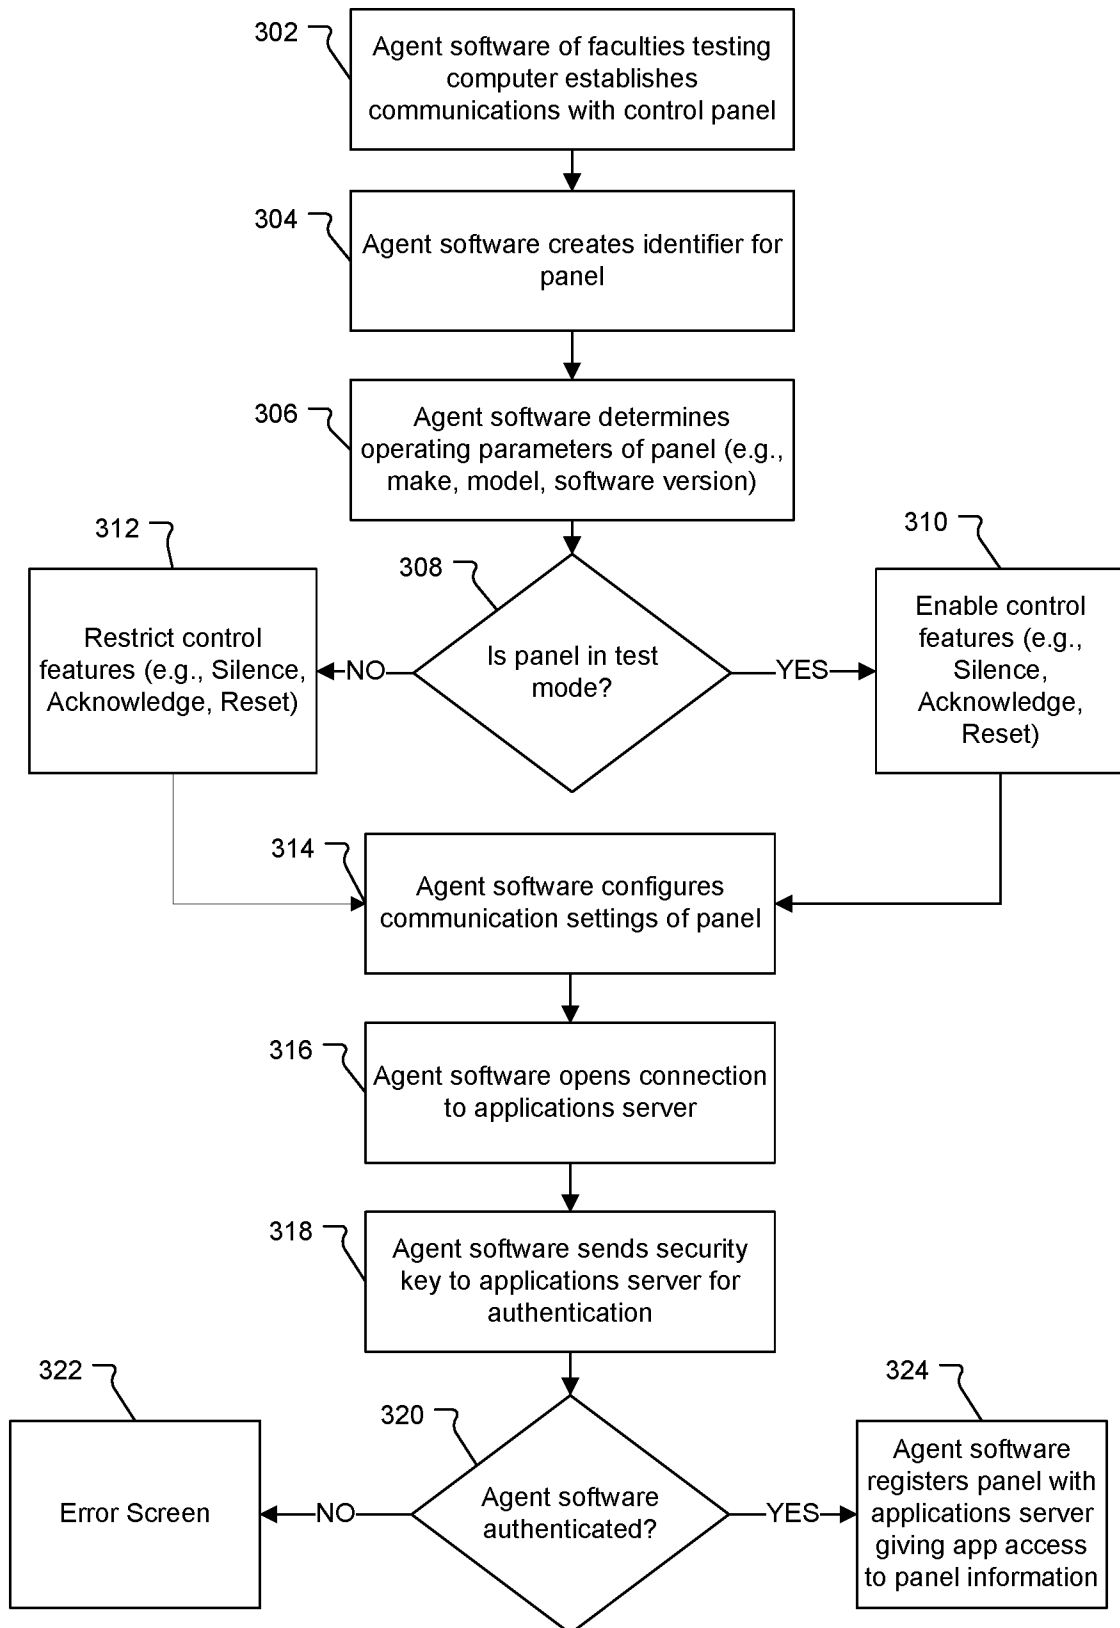 302
Agent software of faculties testing
computer establishes
communications with control panel
304
Agent software creates identifier for
panel
306
Agent software determines
operating parameters of panel (e.g.,
make, model, software version)
308
Is panel in test
mode?
NO
YES
312
Restrict control
features (e.g., Silence,
Acknowledge, Reset)
310
Enable control
features (e.g.,
Silence,
Acknowledge,
Reset)
314
Agent software configures
communication settings of panel
316
Agent software opens connection
to applications server
318
Agent software sends security
key to applications server for
authentication
320
Agent software
authenticated?
NO
YES
322
Error Screen
324
Agent software
registers panel with
applications server
giving app access
to panel information